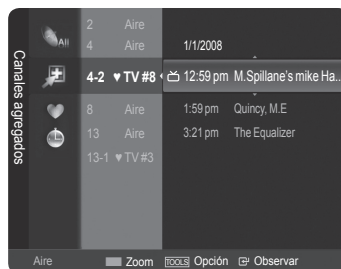 Canales agregados
All
2 Aire
4 Aire 1/1/2008
4-2 ♥ TV #8 12:59 pm M.Spillane's mike Ha..
8 Aire 1:59 pm Quincy, M.E
13 Aire 3:21 pm The Equalizer
13-1 ♥ TV #3
Aire Zoom TOOLS Opción Observar